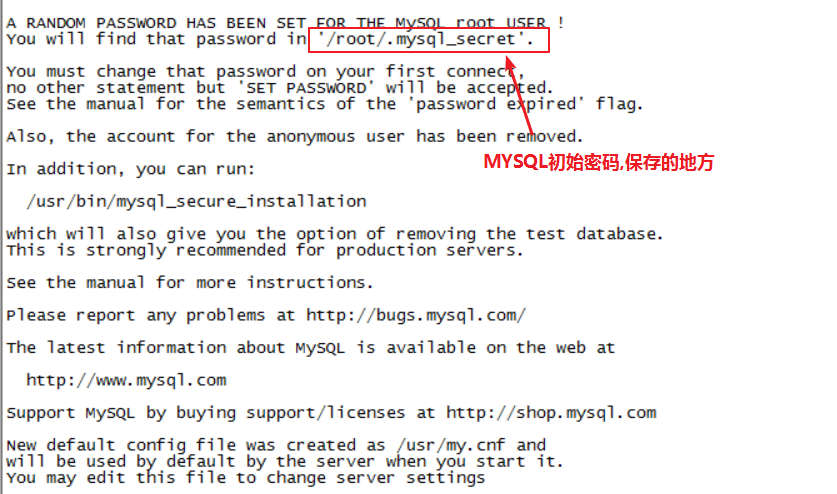 A RANDOM PASSWORD HAS BEEN SET FOR THE MySQL root USER !
You will find that password in '/root/.mysql_secret'.
You must change that password on your first connect,
no other statement but 'SET PASSWORD' will be accepted.
See the manual for the semantics of the 'password expired' flag.
Also, the account for the anonymous user has been removed.
MYSQL初始密码,保存的地方
In addition, you can run:
/usr/bin/mysql_secure_installation
which will also give you the option of removing the test database.
This is strongly recommended for production servers.
See the manual for more instructions.
Please report any problems at http://bugs.mysql.com/
The latest information about MySQL is available on the web at
http://www.mysql.com
Support MySQL by buying support/licenses at http://shop.mysql.com
New default config file was created as /usr/my.cnf and
will be used by default by the server when you start it.
You may edit this file to change server settings